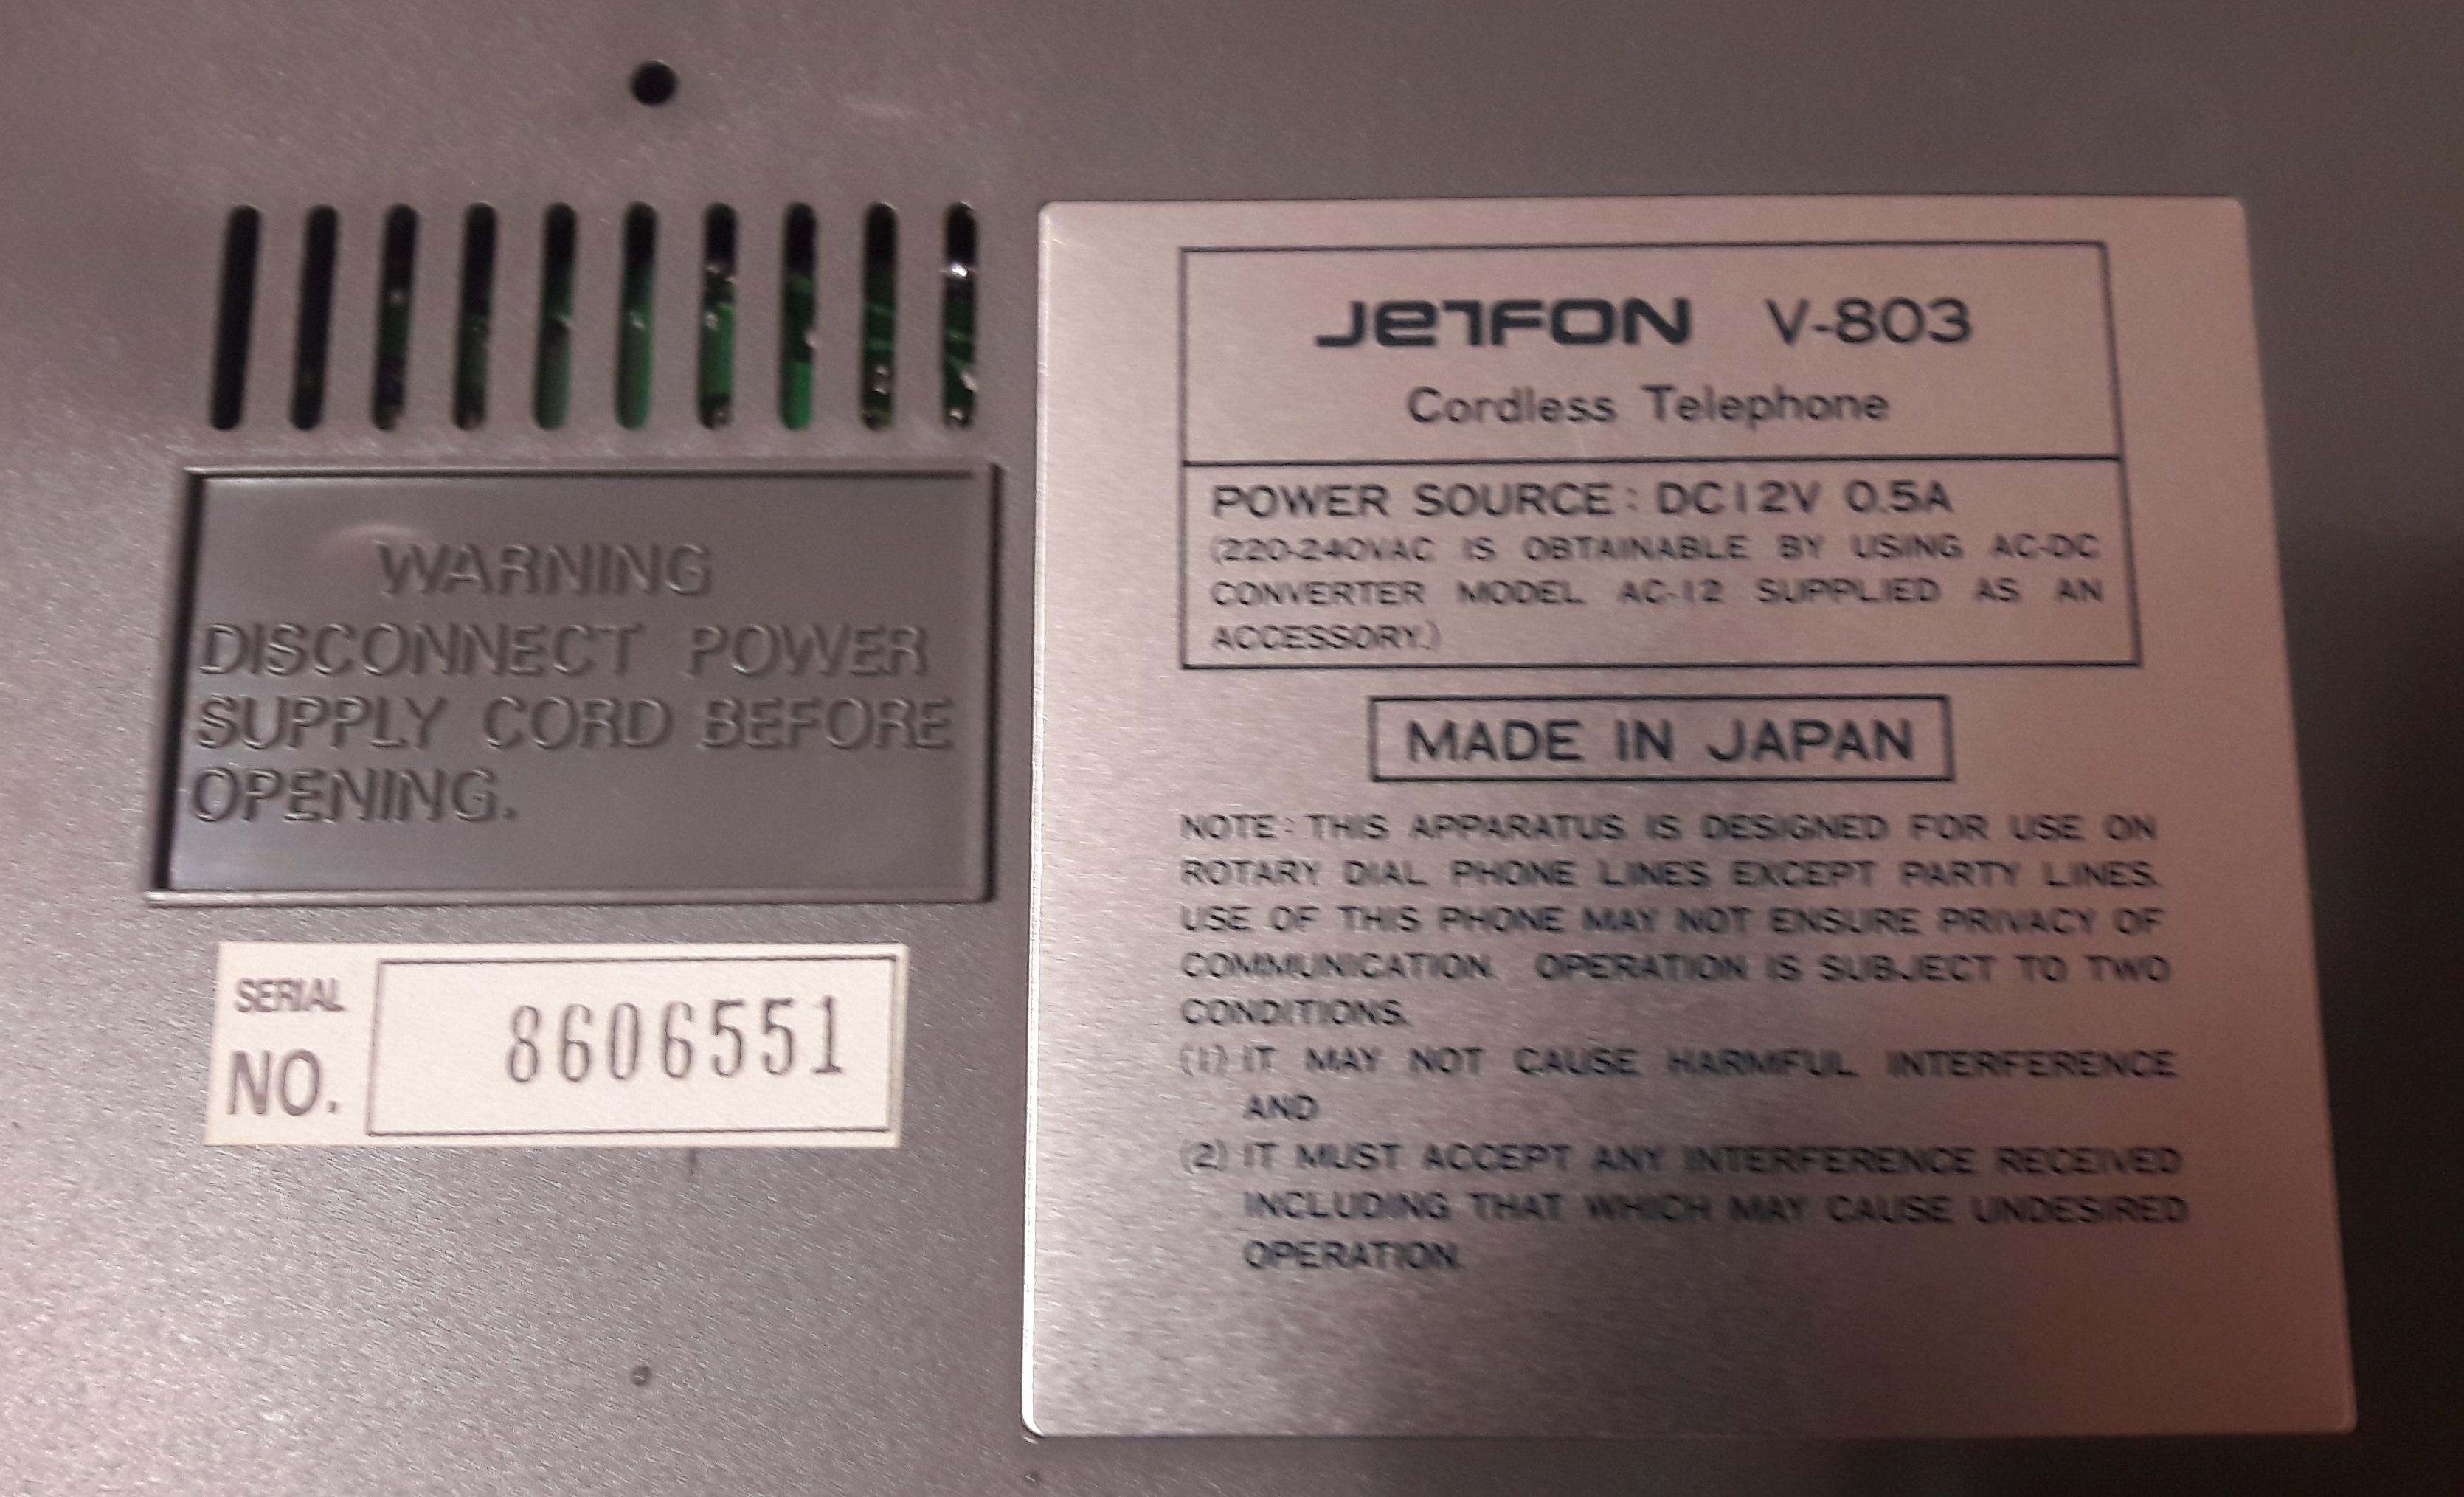 WARNING
DISCONNECT POWER
SUPPLY CORD BEFORE
OPENING.
SERIAL
NO.
8606551
JETFON V-803
Cordless Telephone
POWER SOURCE: DC12V 0.5A
(220-240VAC IS OBTAINABLE BY USING AC-DC
CONVERTER MODEL AC-12 SUPPLIED AS AN
ACCESSORY.)
MADE IN JAPAN
NOTE: THIS APPARATUS IS DESIGNED FOR USE ON
ROTARY DIAL PHONE LINES EXCEPT PARTY LINES.
USE OF THIS PHONE MAY NOT ENSURE PRIVACY OF
COMMUNICATION. OPERATION IS SUBJECT TO TWO
CONDITIONS.
(1) IT MAY NOT CAUSE HARMFUL INTERFERENCE
AND
(2) IT MUST ACCEPT ANY INTERFERENCE RECEIVED
INCLUDING THAT WHICH MAY CAUSE UNDESIRED
OPERATION.